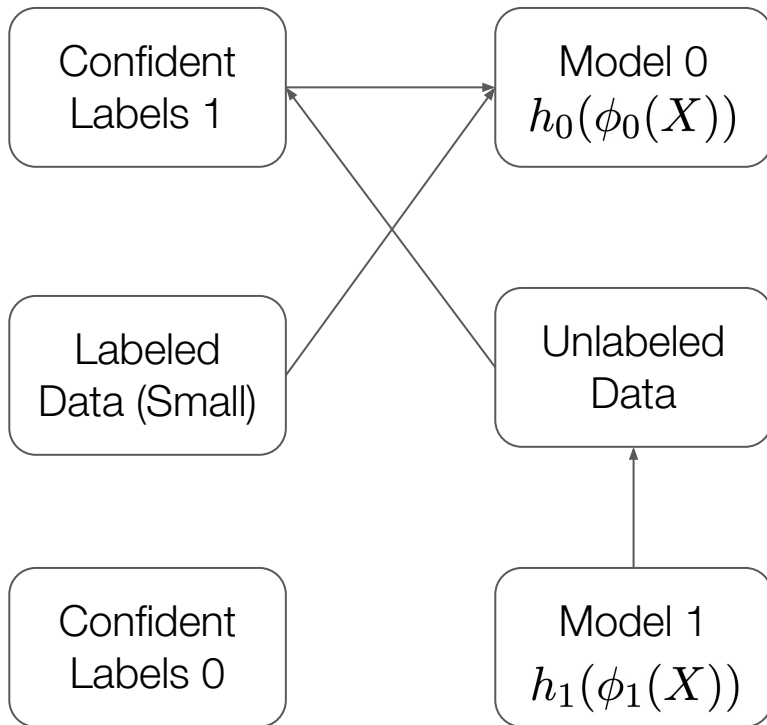 Confident
Labels 1
Model 0
h₀(ϕ₀(X))
Labeled
Data (Small)
Unlabeled
Data
Confident
Labels 0
Model 1
h₁(ϕ₁(X))